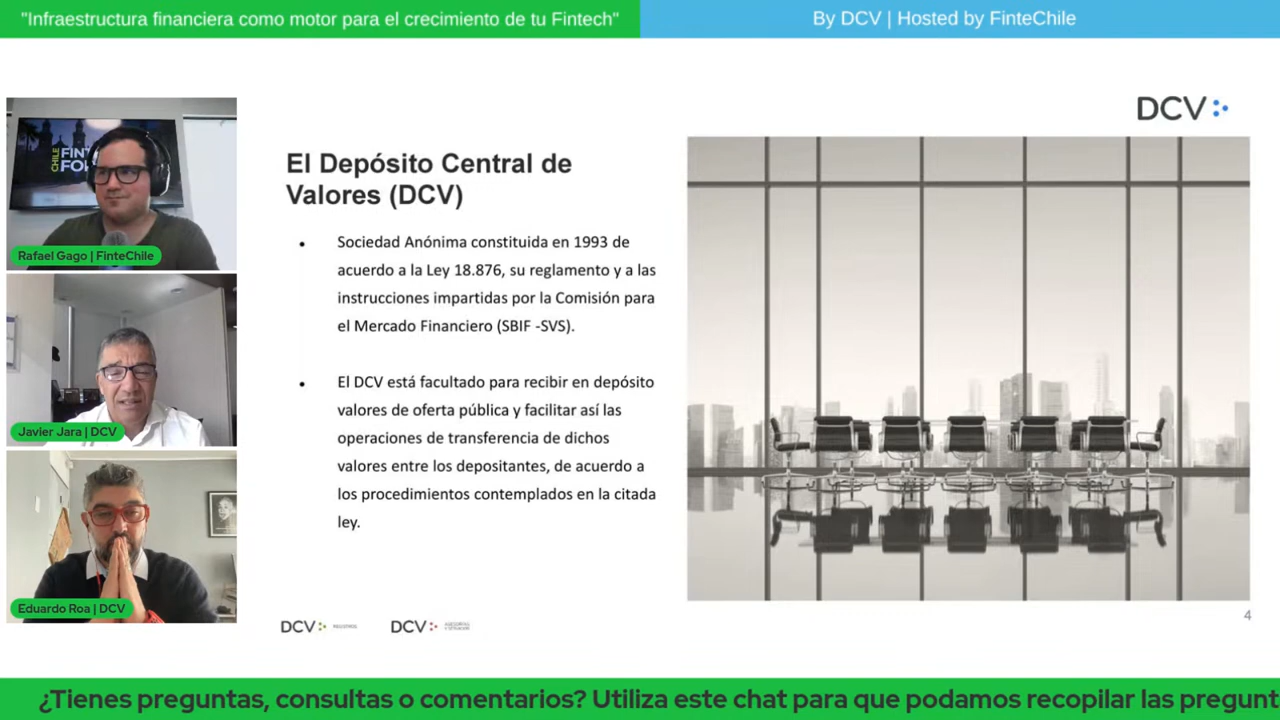 "Infraestructura financiera como motor para el crecimiento de tu Fintech"
By DCV | Hosted by FinteChile
DCV
CHILE
FIN
FO
Rafael Gago | FinteChile
Javier Jara | DCV
Eduardo Roa | DCV
El Depósito Central de
Valores (DCV)
• Sociedad Anónima constituida en 1993 de
acuerdo a la Ley 18.876, su reglamento y a las
instrucciones impartidas por la Comisión para
el Mercado Financiero (SBIF -SVS).
• El DCV está facultado para recibir en depósito
valores de oferta pública y facilitar así las
operaciones de transferencia de dichos
valores entre los depositantes, de acuerdo a
los procedimientos contemplados en la citada
ley.
DCV REGISTROS
DCV
4
¿Tienes preguntas, consultas o comentarios? Utiliza este chat para que podamos recopilar las pregunt